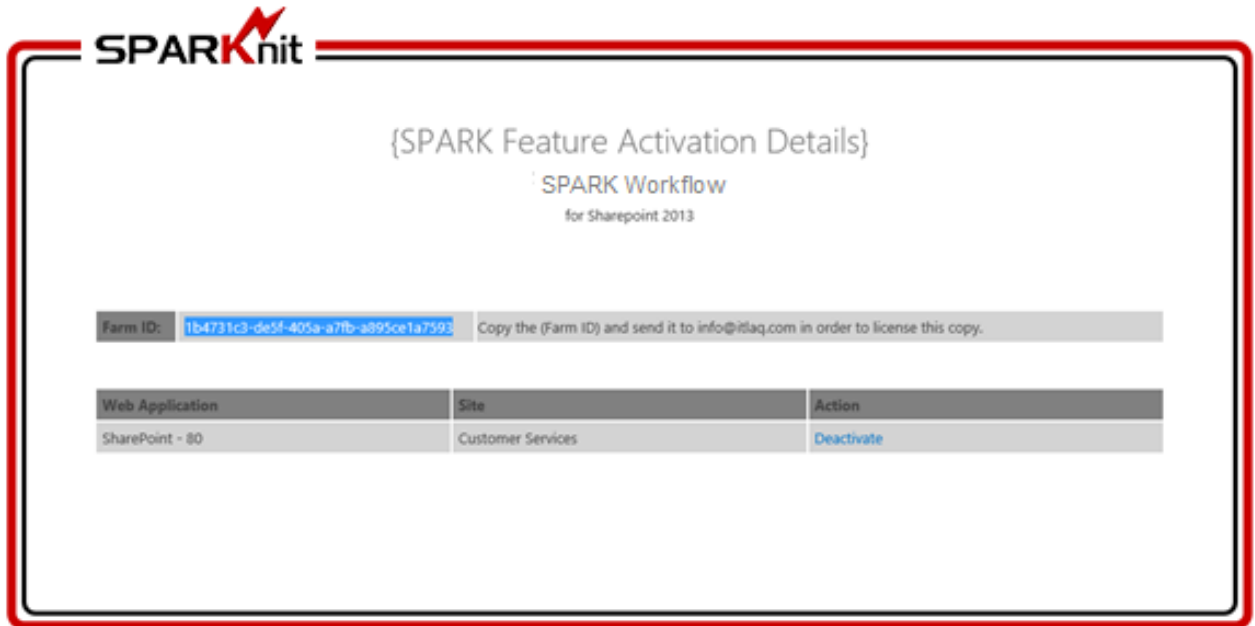 SPARKnit
{SPARK Feature Activation Details}
SPARK Workflow
for Sharepoint 2013
Farm ID: 1b4731c3-de5f-405a-a7fb-a895ce1a7593 Copy the (Farm ID) and send it to info@itlaq.com in order to license this copy.
Web Application Site Action
SharePoint - 80 Customer Services Deactivate